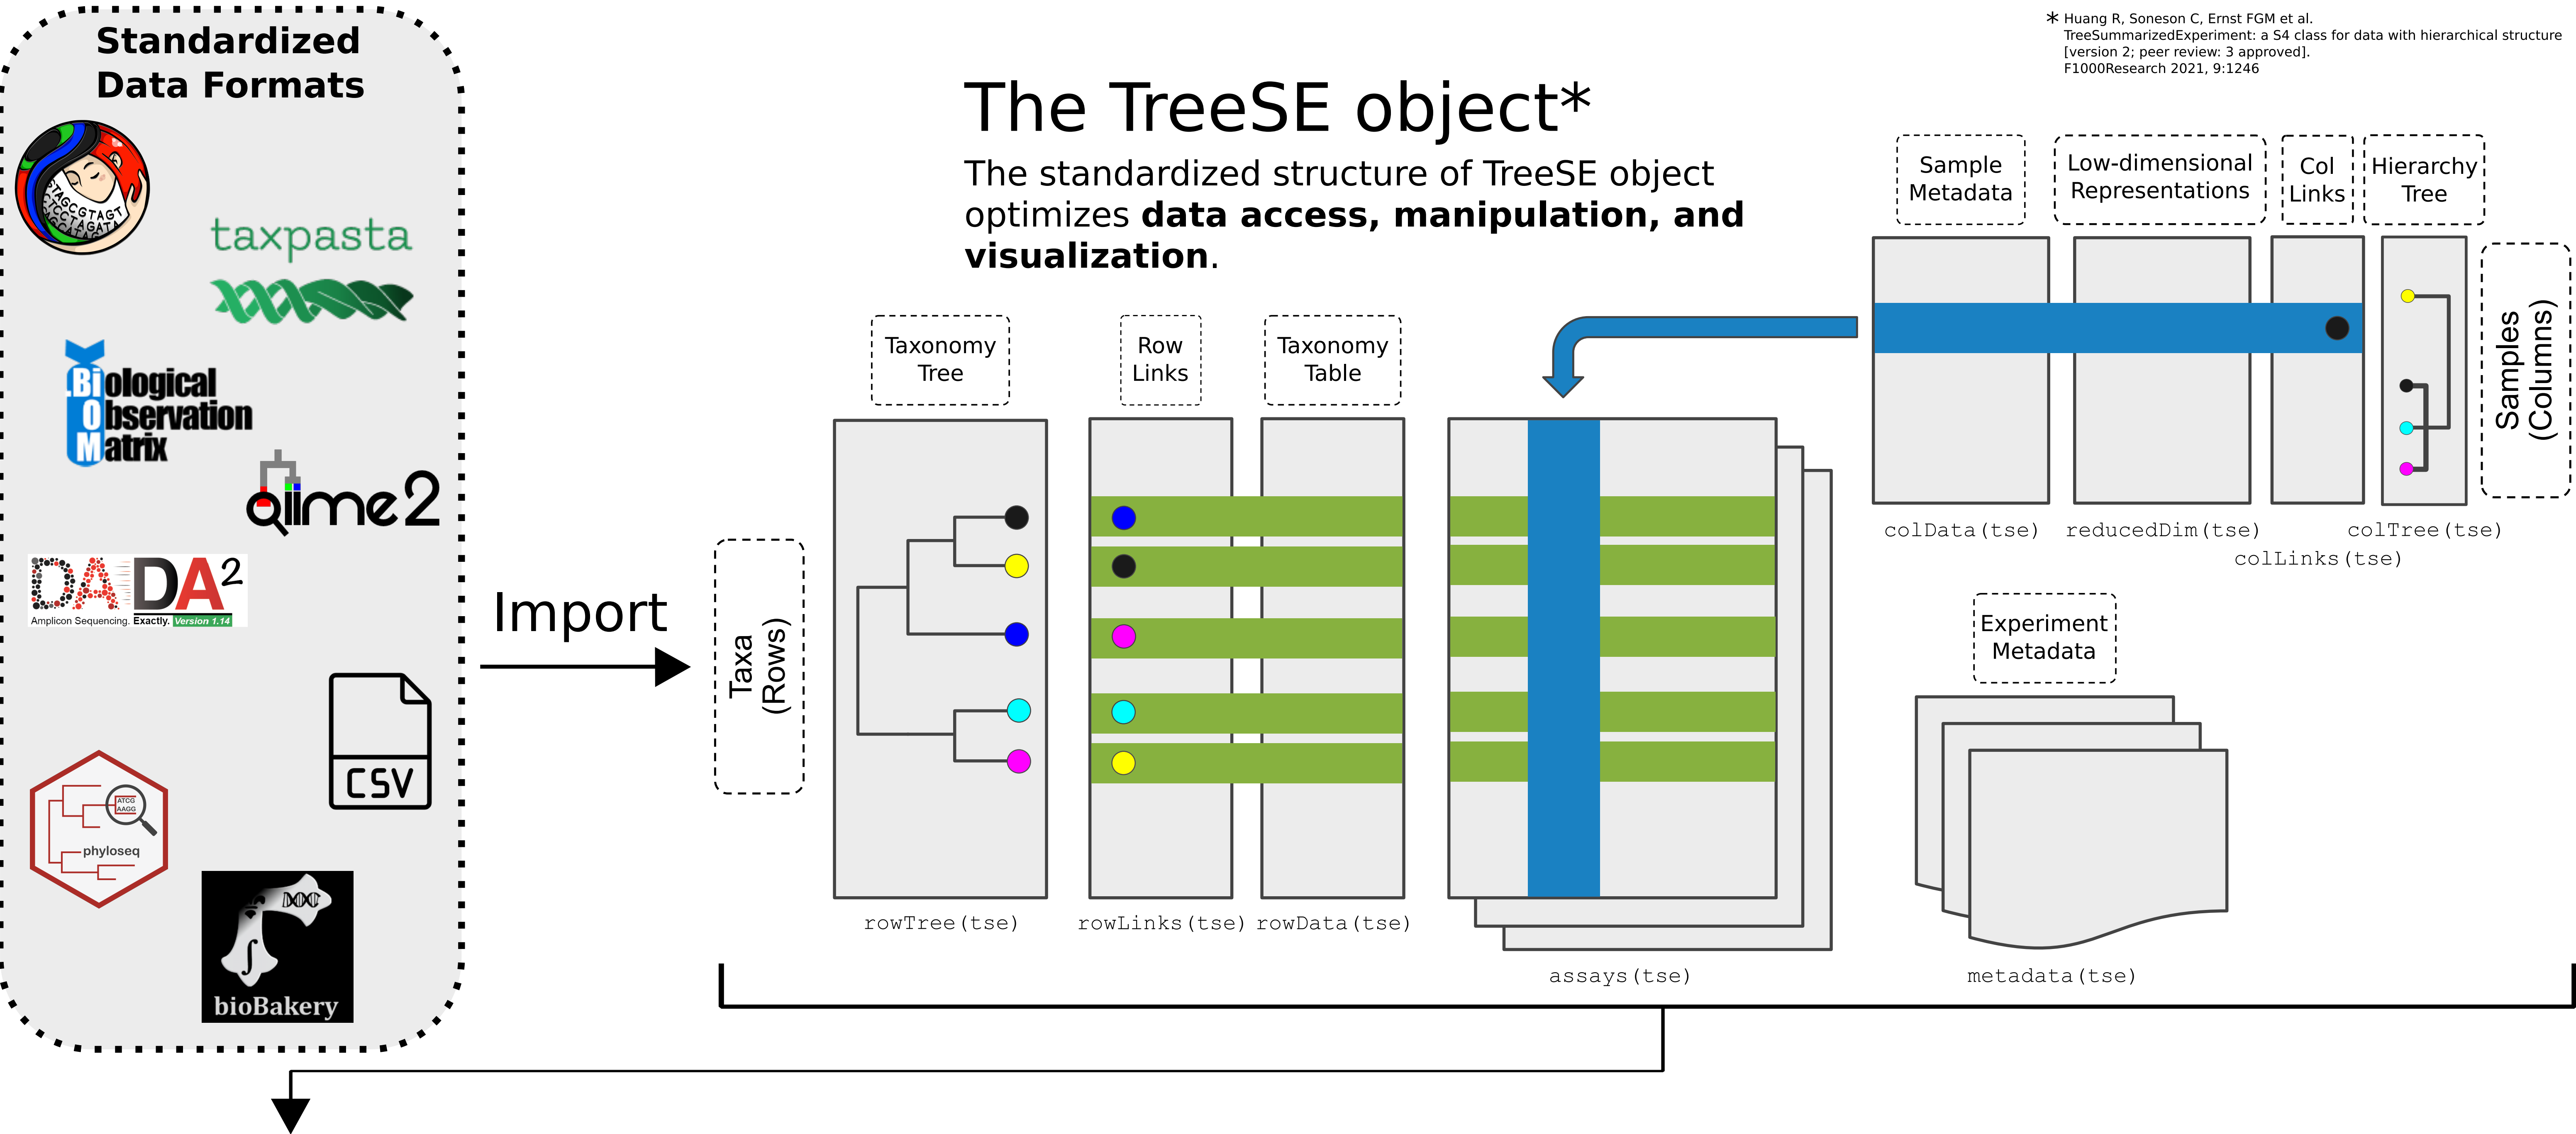 Standardized
Data Formats
GTAGCGTAGT
taxpasta
Biological
Observation
Matrix
qiime2
DADA2
Amplicon Sequencing. Exactly. Version 1.14
CSV
ATCG
AAGG
phyloseq
bioBakery
Import
The TreeSE object*
The standardized structure of TreeSE object
optimizes data access, manipulation, and
visualization.
* Huang R, Soneson C, Ernst FGM et al.
TreeSummarizedExperiment: a S4 class for data with hierarchical structure
[version 2; peer review: 3 approved].
F1000Research 2021, 9:1246
Taxa
(Rows)
Taxonomy
Tree
Row
Links
Taxonomy
Table
rowTree(tse)
rowLinks(tse)
rowData(tse)
assays(tse)
Sample
Metadata
Low-dimensional
Representations
Col
Links
Hierarchy
Tree
Samples
(Columns)
colData(tse)
reducedDim(tse)
colTree(tse)
colLinks(tse)
Experiment
Metadata
metadata(tse)